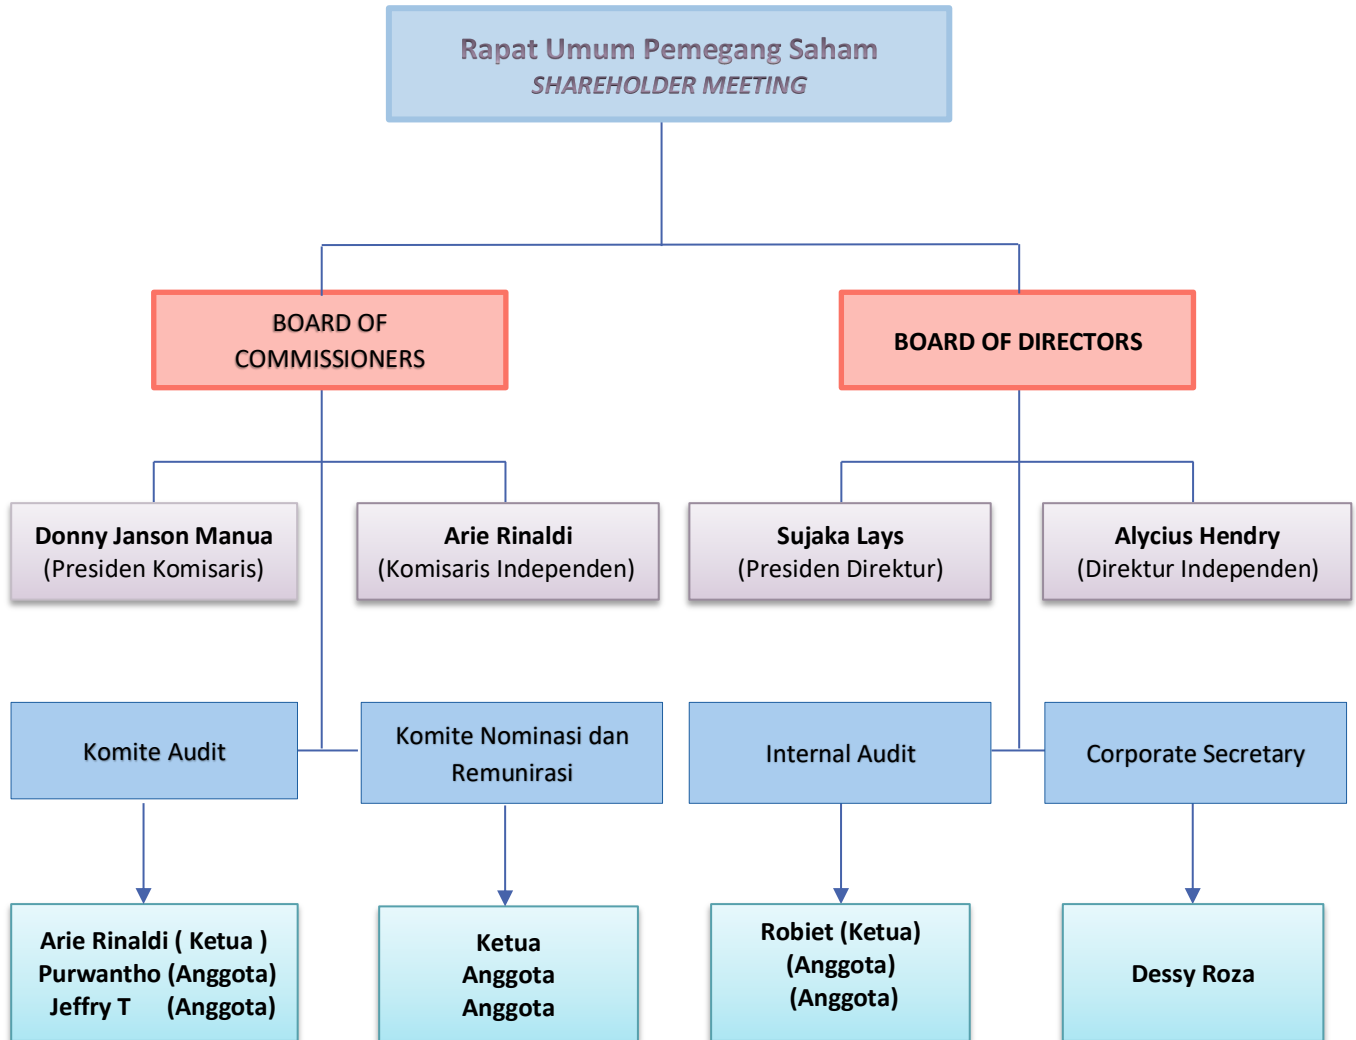 Rapat Umum Pemegang Saham
SHAREHOLDER MEETING
BOARD OF
COMMISSIONERS
BOARD OF DIRECTORS
Donny Janson Manua
(Presiden Komisaris)
Arie Rinaldi
(Komisaris Independen)
Sujaka Lays
(Presiden Direktur)
Alycius Hendry
(Direktur Independen)
Komite Audit
Komite Nominasi dan
Remunirasi
Internal Audit
Corporate Secretary
Arie Rinaldi ( Ketua )
Purwantho (Anggota)
Jeffry T (Anggota)
Ketua
Anggota
Anggota
Robiet (Ketua)
(Anggota)
(Anggota)
Dessy Roza